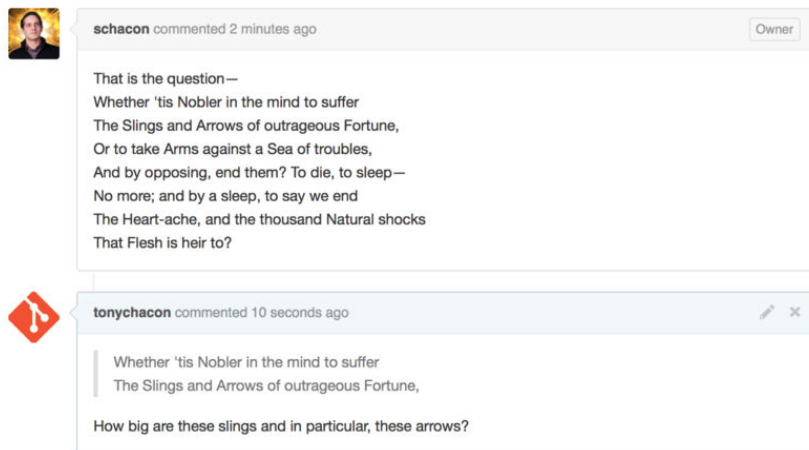 schacon commented 2 minutes ago
Owner
That is the question—
Whether 'tis Nobler in the mind to suffer
The Slings and Arrows of outrageous Fortune,
Or to take Arms against a Sea of troubles,
And by opposing, end them? To die, to sleep—
No more; and by a sleep, to say we end
The Heart-ache, and the thousand Natural shocks
That Flesh is heir to?
tonychacon commented 10 seconds ago
Whether 'tis Nobler in the mind to suffer
The Slings and Arrows of outrageous Fortune,
How big are these slings and in particular, these arrows?